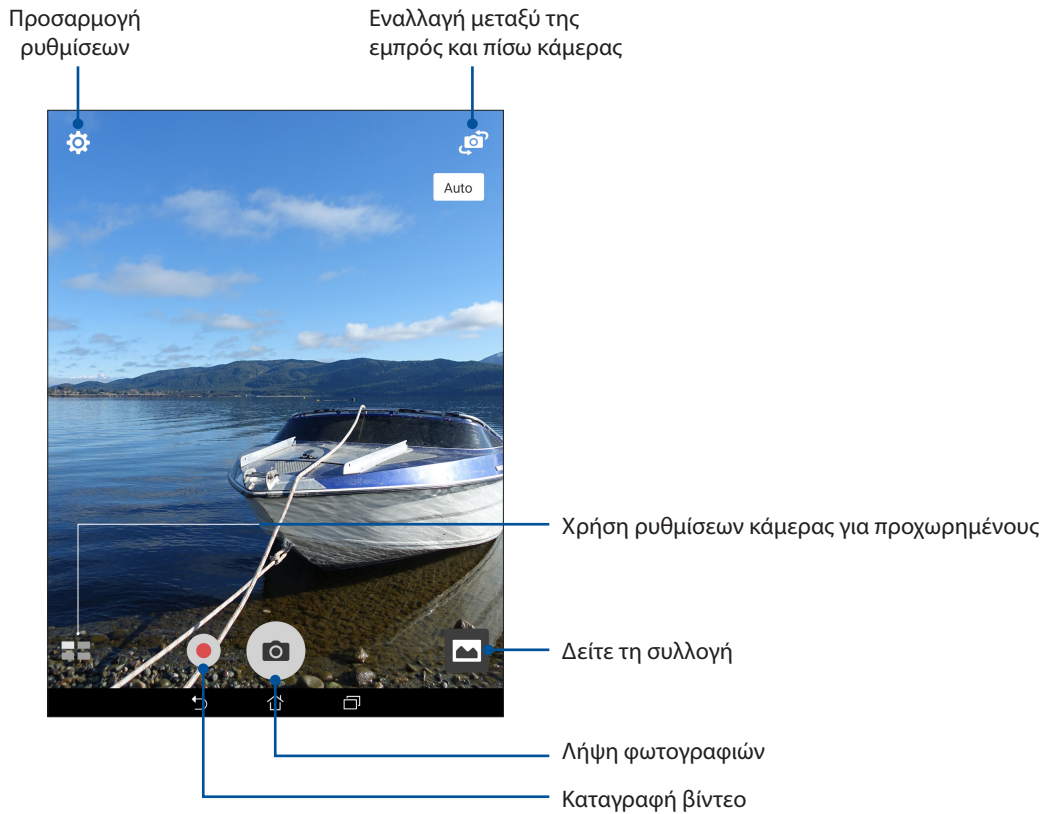 Προσαρμογή
ρυθμίσεων
Εναλλαγή μεταξύ της
εμπρός και πίσω κάμερας
Auto
Χρήση ρυθμίσεων κάμερας για προχωρημένους
Δείτε τη συλλογή
Λήψη φωτογραφιών
Καταγραφή βίντεο